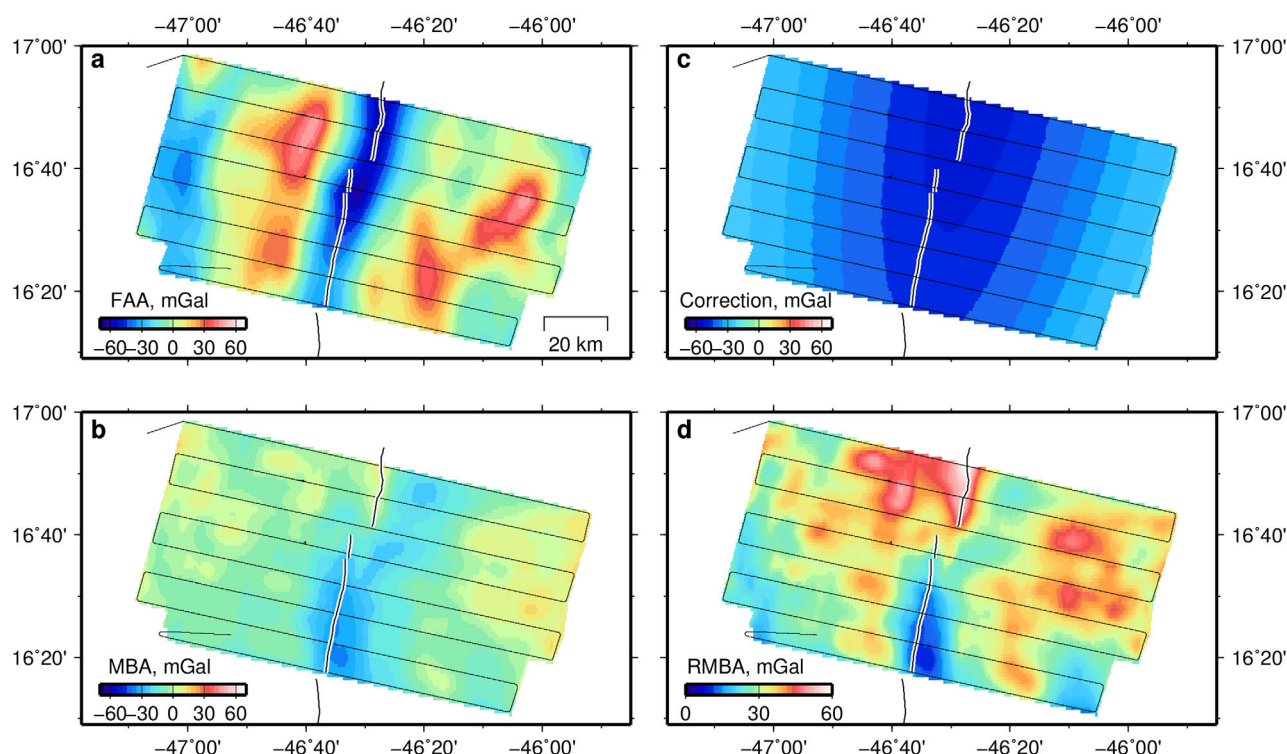 −47°00' −46°40' −46°20' −46°00' −47°00' −46°40' −46°20' −46°00'
17°00' a c 17°00'
16°40' 16°40'
16°20' 16°20'
FAA, mGal Correction, mGal
−60−30 0 30 60 20 km −60−30 0 30 60
17°00' b d 17°00'
16°40' 16°40'
16°20' 16°20'
MBA, mGal RMBA, mGal
−60−30 0 30 60 0 30 60
−47°00' −46°40' −46°20' −46°00' −47°00' −46°40' −46°20' −46°00'